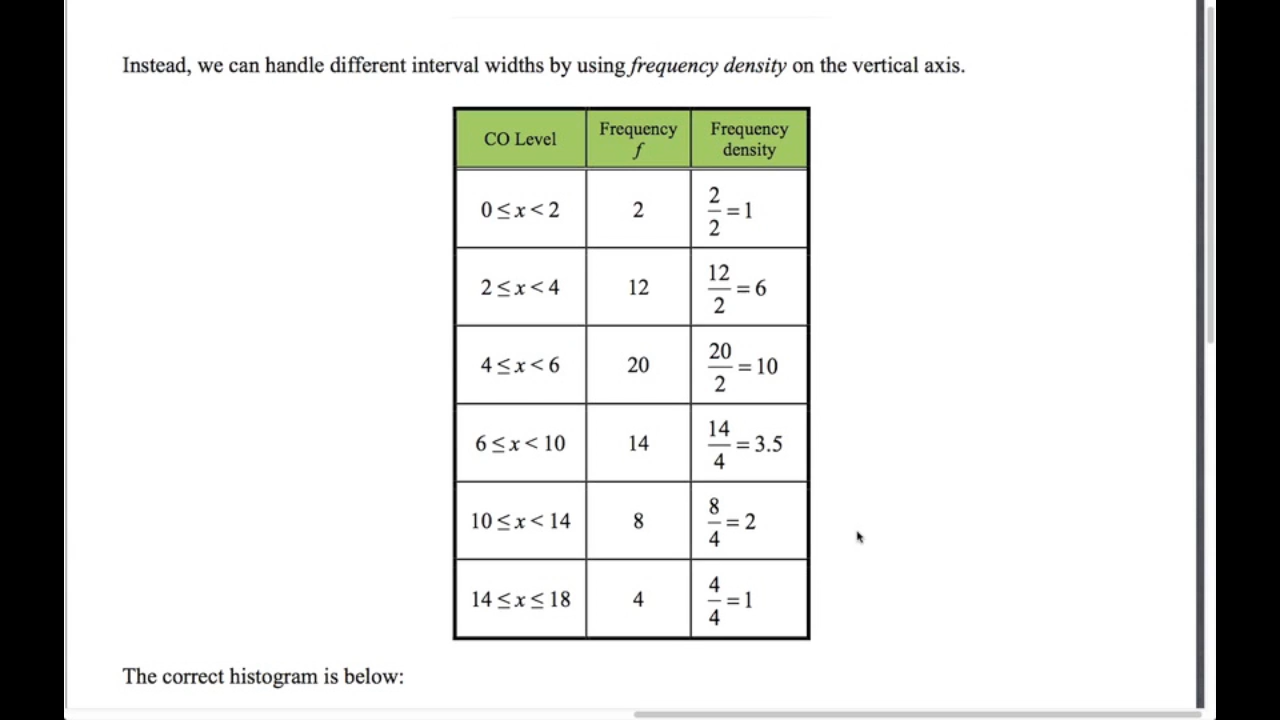 Instead, we can handle different interval widths by using frequency density on the vertical axis.
CO Level | Frequency f | Frequency density
0 ≤ x < 2 | 2 | 2/2 = 1
2 ≤ x < 4 | 12 | 12/2 = 6
4 ≤ x < 6 | 20 | 20/2 = 10
6 ≤ x < 10 | 14 | 14/4 = 3.5
10 ≤ x < 14 | 8 | 8/4 = 2
14 ≤ x ≤ 18 | 4 | 4/4 = 1
The correct histogram is below: